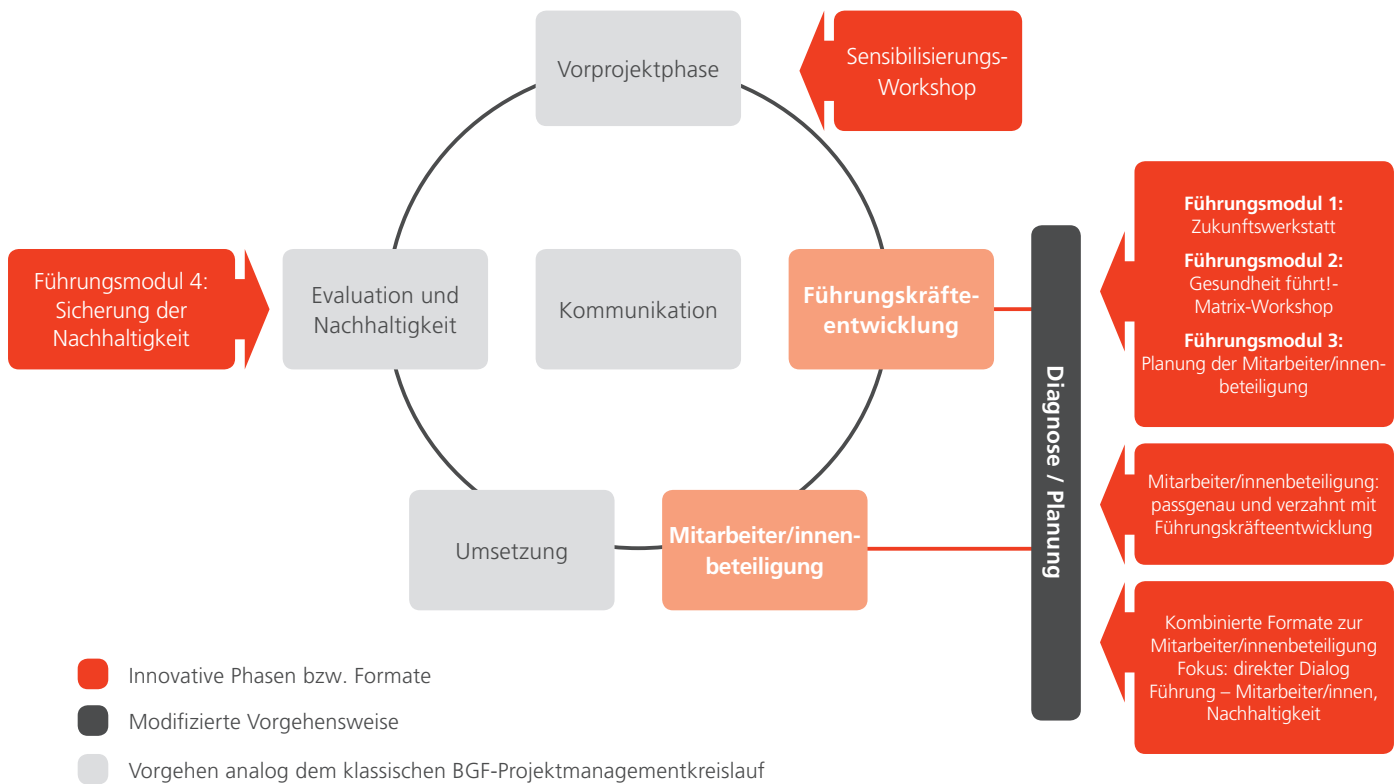 Vorprojektphase
Sensibilisierungs-
Workshop
Führungsmodul 1:
Zukunftswerkstatt
Führungsmodul 2:
Gesundheit führt!-
Matrix-Workshop
Führungsmodul 3:
Planung der Mitarbeiter/innen-
beteiligung
Führungsmodul 4:
Sicherung der
Nachhaltigkeit
Evaluation und
Nachhaltigkeit
Kommunikation
Führungskräfte-
entwicklung
Diagnose / Planung
Mitarbeiter/innenbeteiligung:
passgenau und verzahnt mit
Führungskräfteentwicklung
Umsetzung
Mitarbeiter/innen-
beteiligung
Kombinierte Formate zur
Mitarbeiter/innenbeteiligung
Fokus: direkter Dialog
Führung – Mitarbeiter/innen,
Nachhaltigkeit
Innovative Phasen bzw. Formate
Modifizierte Vorgehensweise
Vorgehen analog dem klassischen BGF-Projektmanagementkreislauf